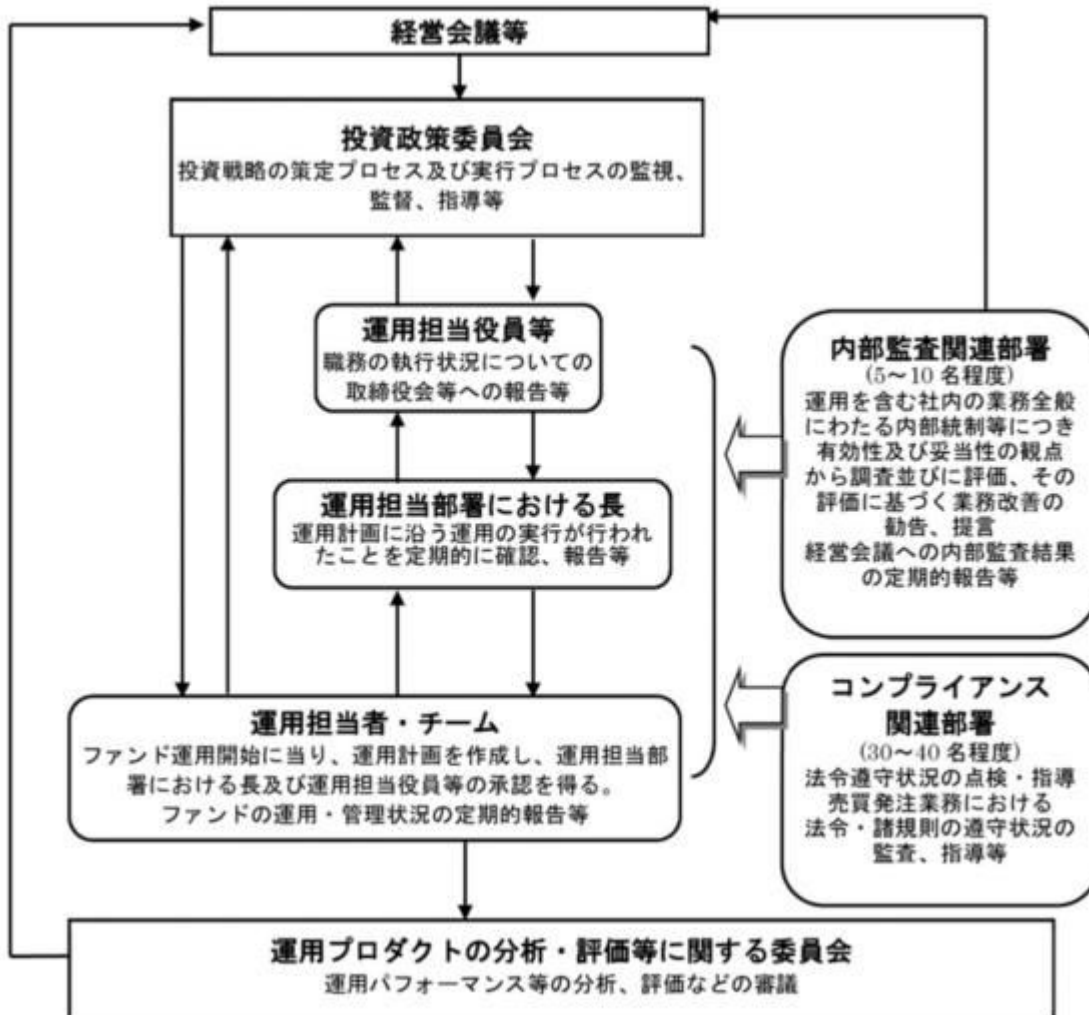 経営会議等
投資政策委員会
投資戦略の策定プロセス及び実行プロセスの監視、
監督、指導等
運用担当役員等
職務の執行状況についての
取締役会等への報告等
運用担当部署における長
運用計画に沿う運用の実行が行われ
たことを定期的に確認、報告等
運用担当者・チーム
ファンド運用開始に当り、運用計画を作成し、運用担当部
署における長及び運用担当役員等の承認を得る。
ファンドの運用・管理状況の定期的報告等
内部監査関連部署
(5～10 名程度)
運用を含む社内の業務全般
にわたる内部統制等につき
有効性及び妥当性の観点
から調査並びに評価、その
評価に基づく業務改善の
勧告、提言
経営会議への内部監査結果
の定期的報告等
コンプライアンス
関連部署
(30～40 名程度)
法令遵守状況の点検・指導
売買発注業務における
法令・諸規則の遵守状況の
監査、指導等
運用プロダクトの分析・評価等に関する委員会
運用パフォーマンス等の分析、評価などの審議